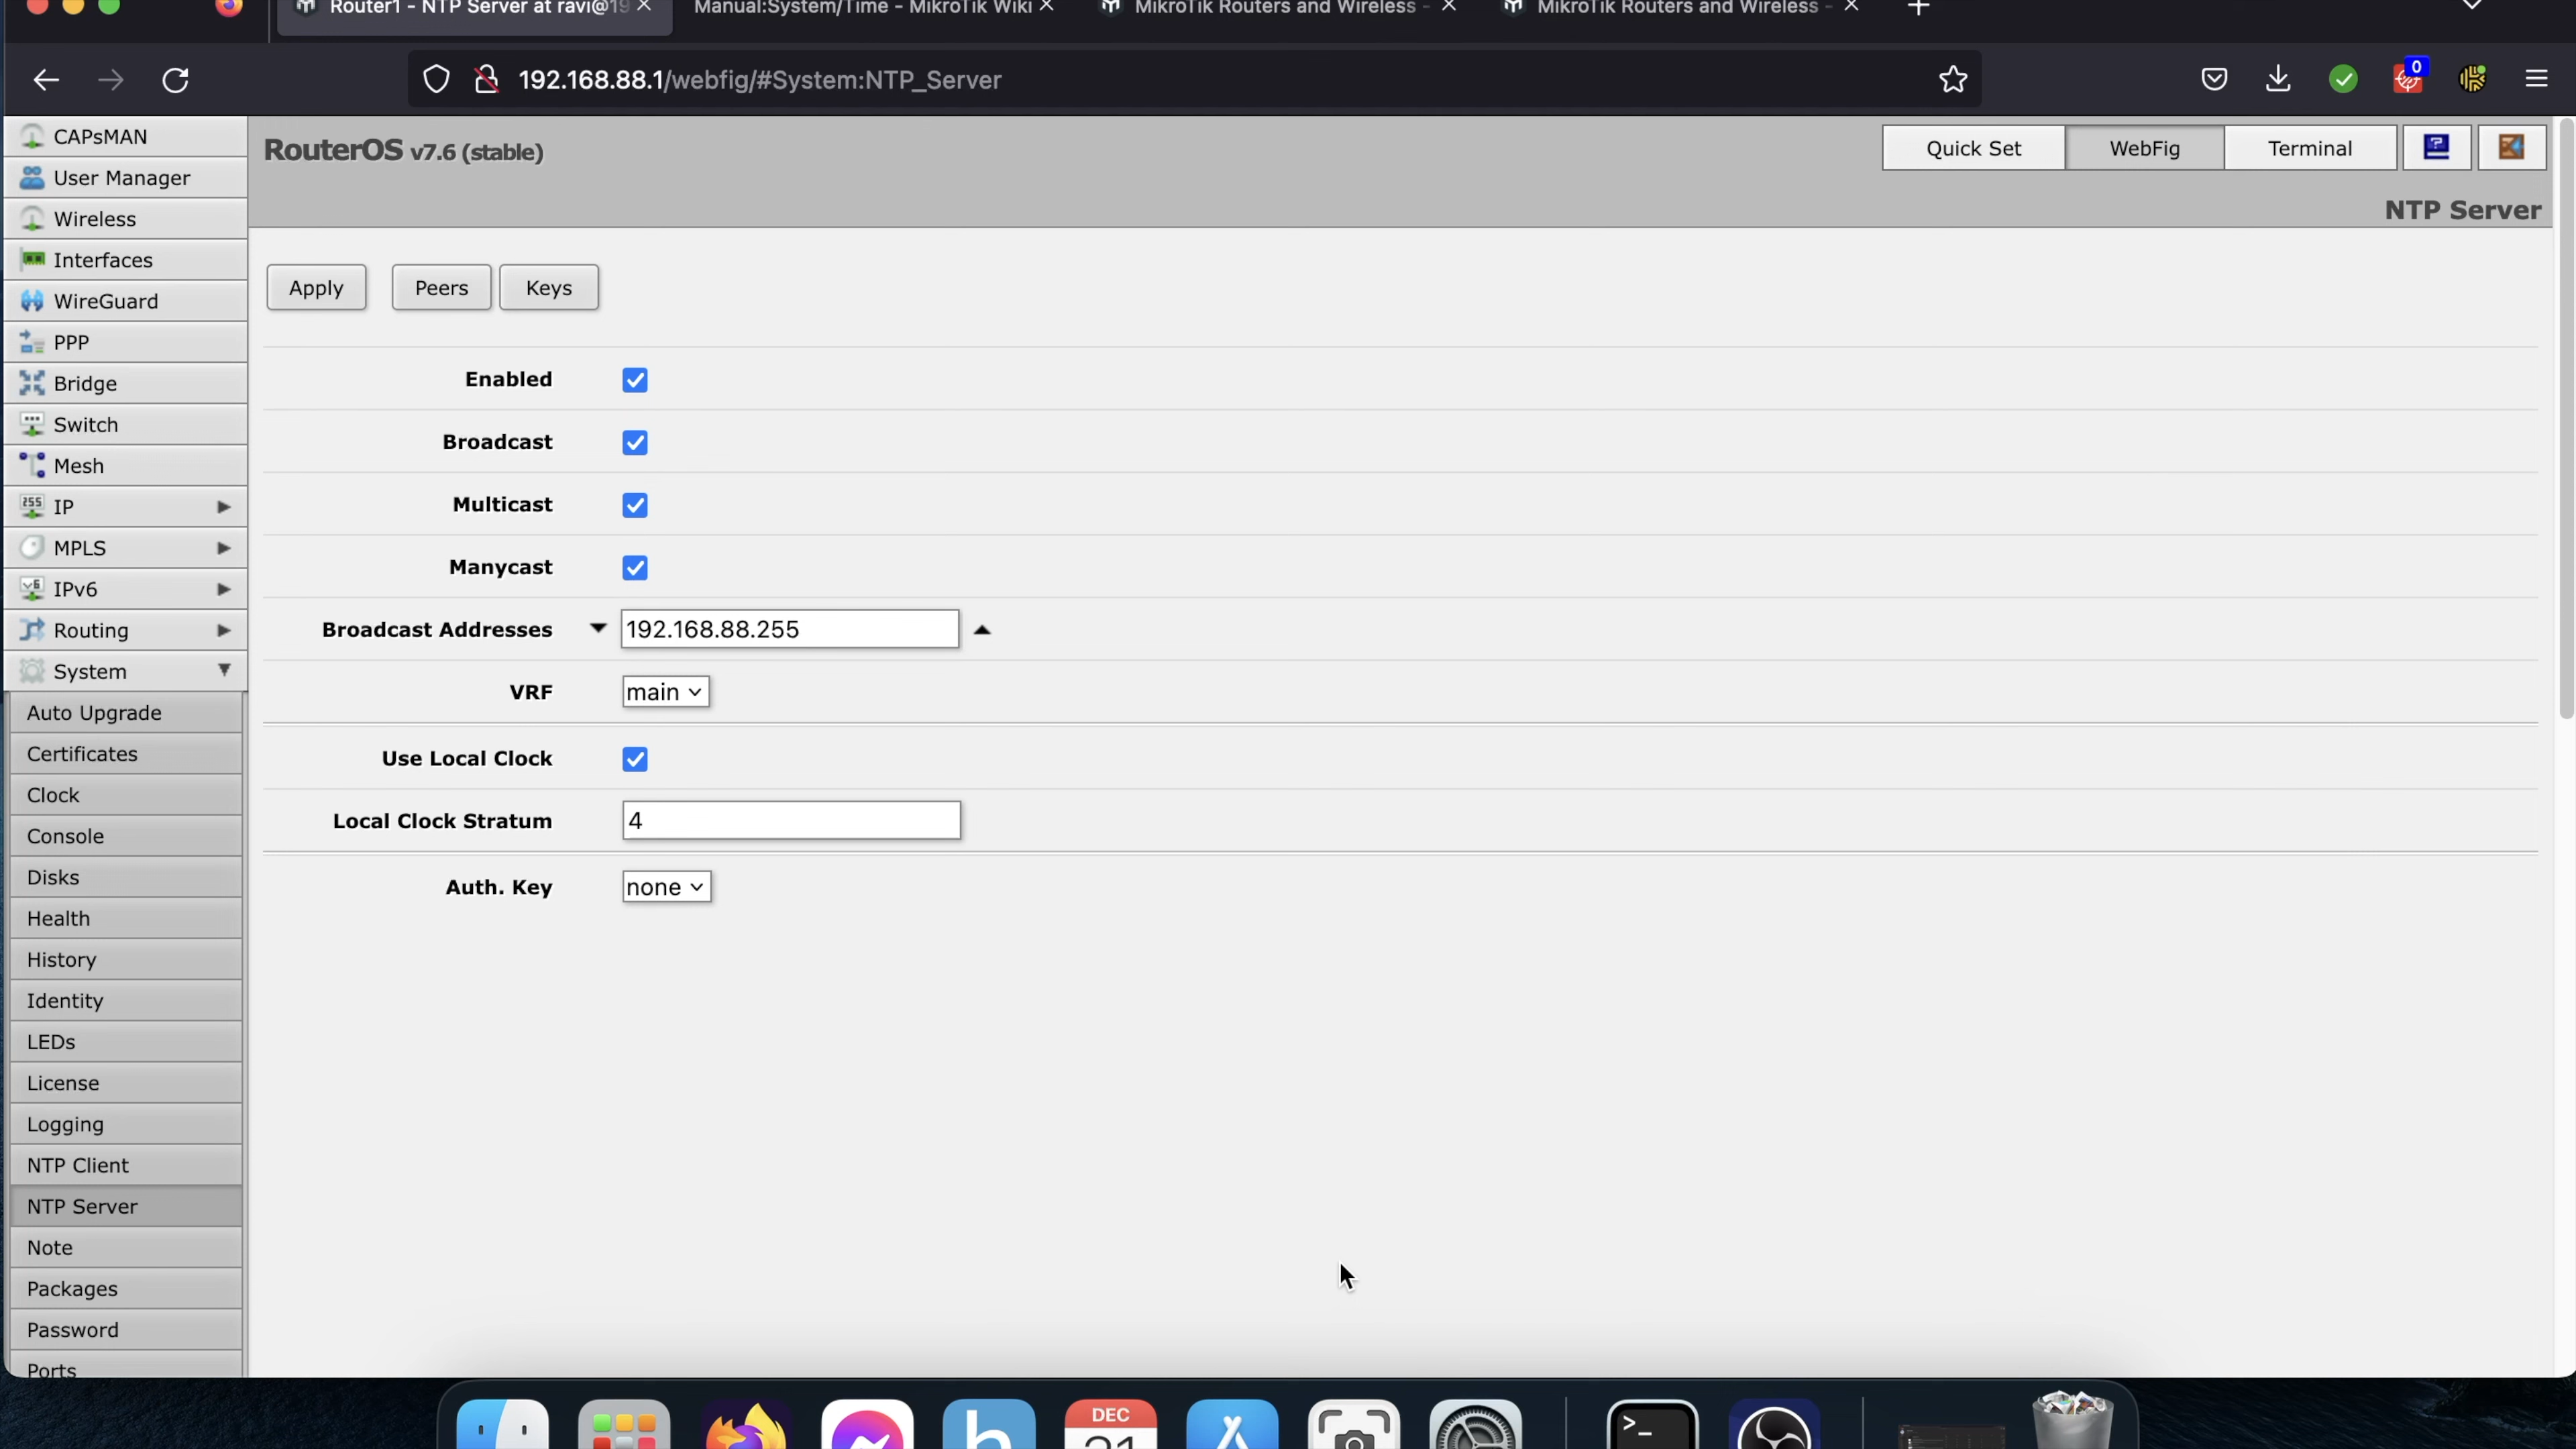 Router1 - NTP Server at ravi@19
Manual:System/Time - MikroTik Wiki
MikroTik Routers and Wireless -
MikroTik Routers and Wireless -
192.168.88.1/webfig/#System:NTP_Server
0
CAPsMAN
User Manager
Wireless
Interfaces
WireGuard
PPP
Bridge
Switch
Mesh
255
IP
MPLS
v6
IPv6
Routing
System
Auto Upgrade
Certificates
Clock
Console
Disks
Health
History
Identity
LEDs
License
Logging
NTP Client
NTP Server
Note
Packages
Password
Ports
RouterOS v7.6 (stable)
Quick Set
WebFig
Terminal
NTP Server
Apply
Peers
Keys
Enabled
Broadcast
Multicast
Manycast
Broadcast Addresses
192.168.88.255
VRF
main
Use Local Clock
Local Clock Stratum
4
Auth. Key
none
DEC
21
>_